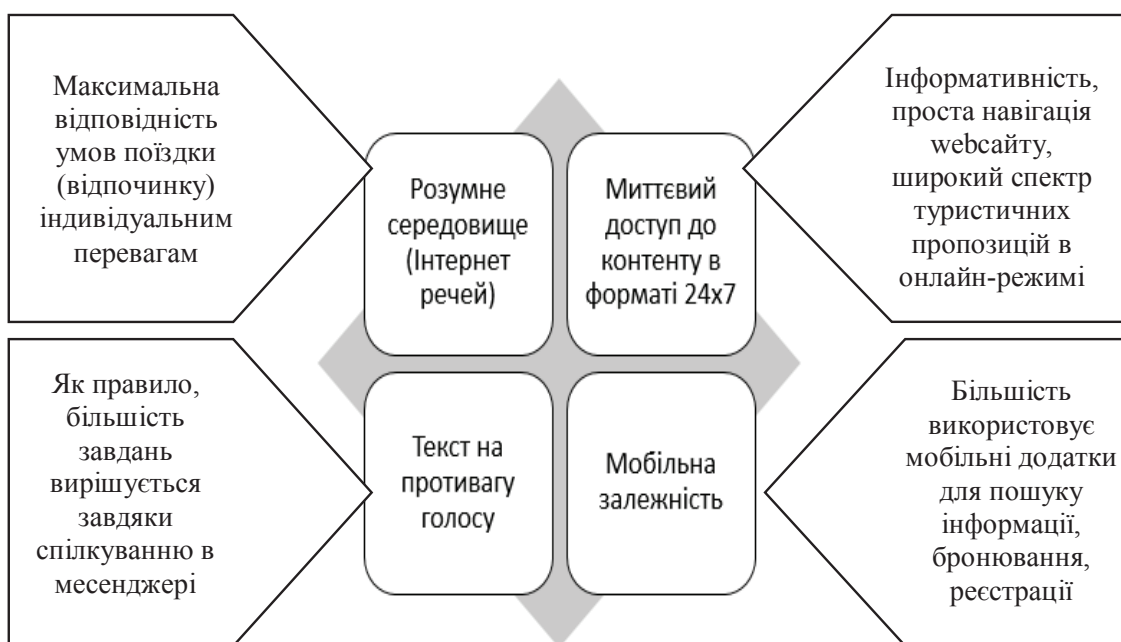 Максимальна
відповідність
умов поїздки
(відпочинку)
індивідуальним
перевагам
Розумне
середовище
(Інтернет
речей)
Миттєвий
доступ до
контенту в
форматі 24x7
Інформативність,
проста навігація
webсайту,
широкий спектр
туристичних
пропозицій в
онлайн-режимі
Як правило,
більшість
завдань
вирішується
завдяки
спілкуванню в
месенджері
Текст на
противагу
голосу
Мобільна
залежність
Більшість
використовує
мобільні додатки
для пошуку
інформації,
бронювання,
реєстрації